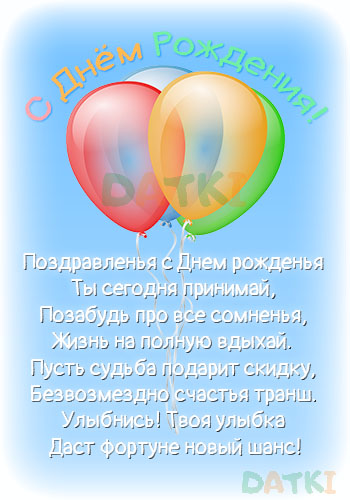 С Днём Рождения!
DATKI
Поздравленья с Днем рожденья
Ты сегодня принимай,
Позабудь про все сомненья,
Жизнь на полную вдыхай.
Пусть судьба подарит скидку,
Безвозмездно счастья транш.
Улыбнись! Твоя улыбка
Даст фортуне новый шанс!
DATKI